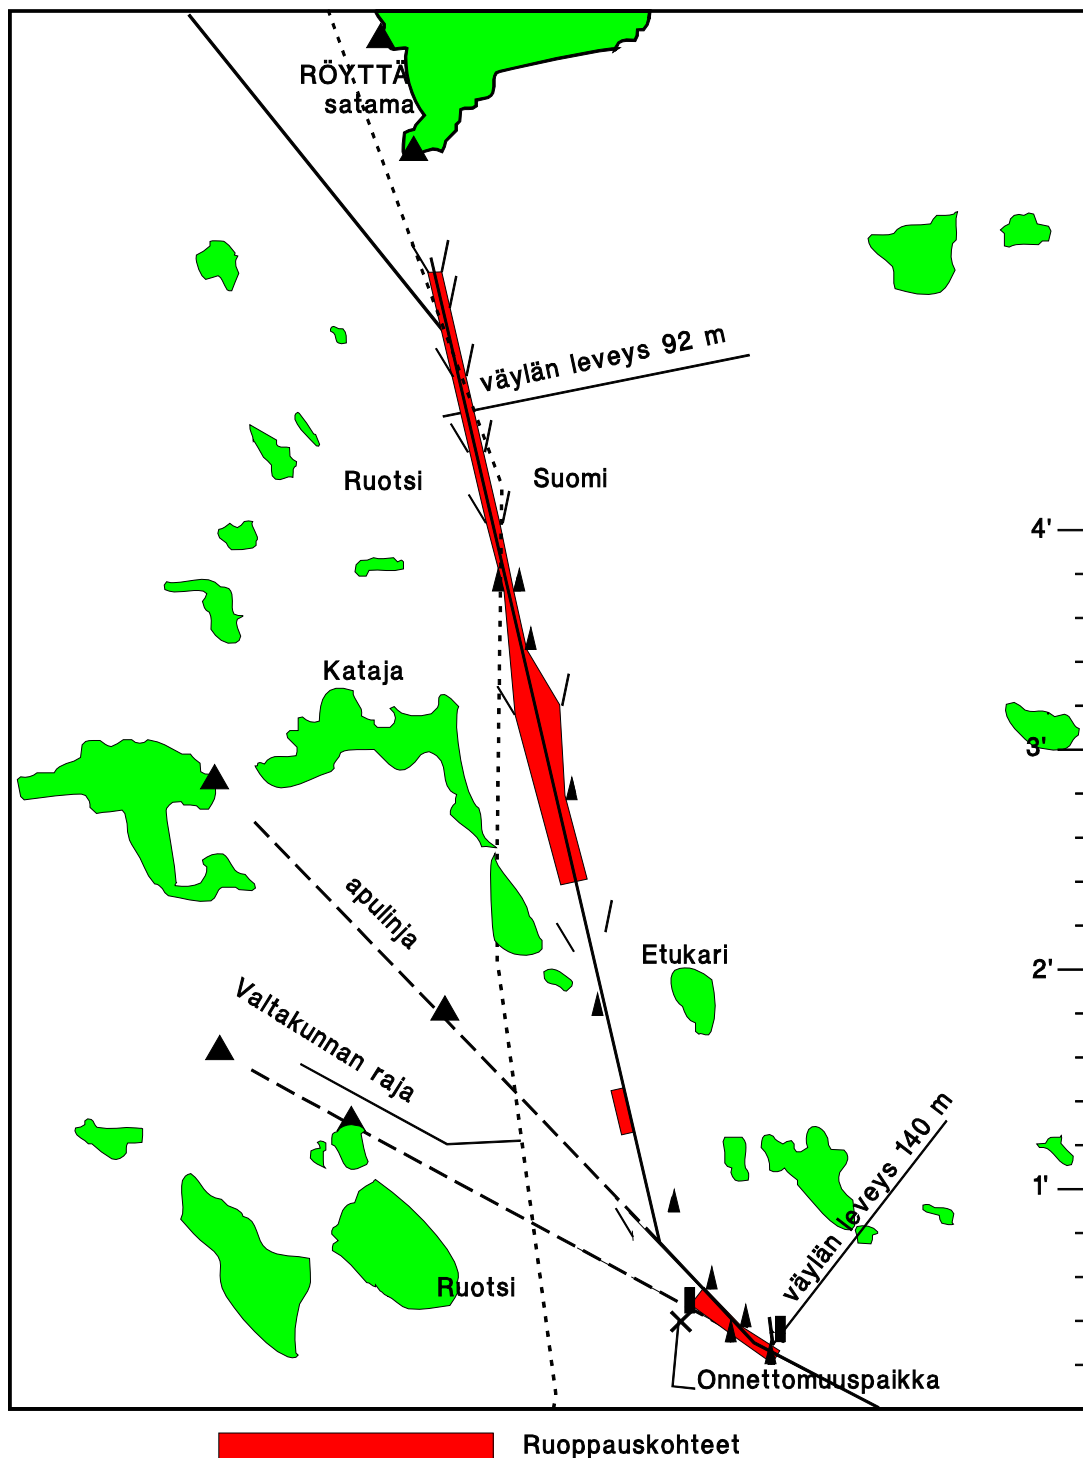 RÖYTTÄ
satama
väylän leveys 92 m
Ruotsi
Suomi
4'
Kataja
3'
apulinja
Etukari
2'
Valtakunnan raja
väylän leveys 140 m
1'
Ruotsi
Onnettomuuspaikka
Ruoppauskohteet